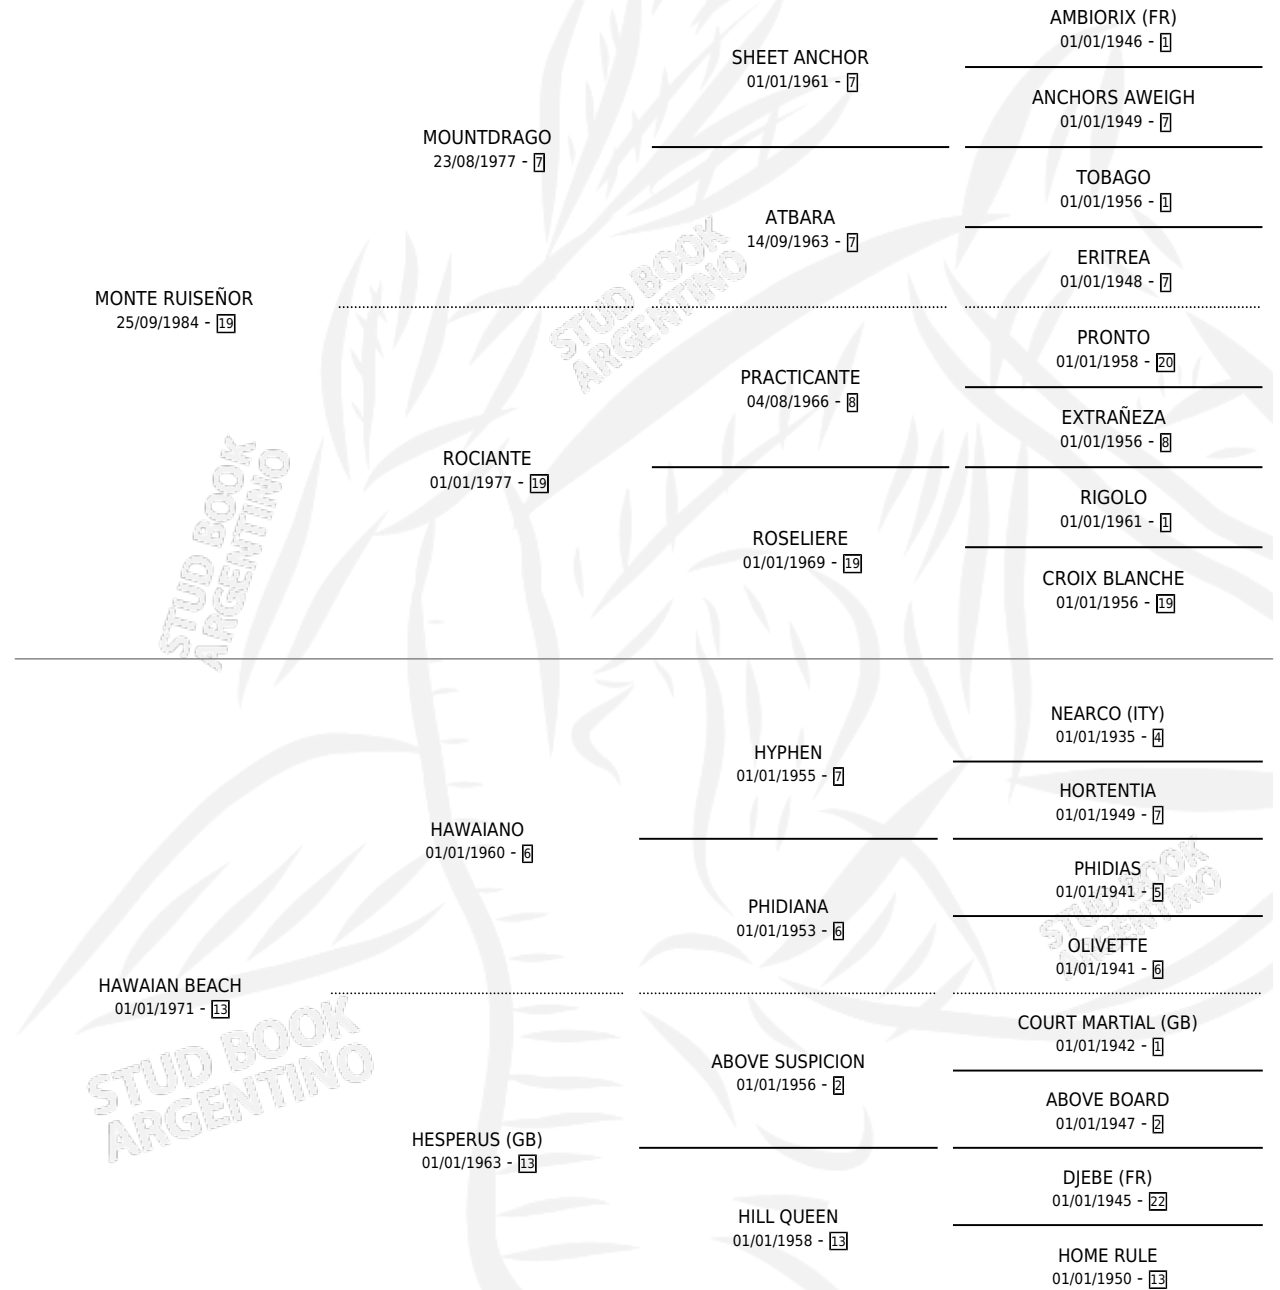 AMBIORIX (FR)
01/01/1946 - 1
SHEET ANCHOR
01/01/1961 - 7
ANCHORS AWEIGH
01/01/1949 - 7
MOUNTDRAGO
23/08/1977 - 7
TOBAGO
01/01/1956 - 1
ATBARA
14/09/1963 - 7
ERITREA
01/01/1948 - 7
MONTE RUISEÑOR
25/09/1984 - 19
PRONTO
01/01/1958 - 20
PRACTICANTE
04/08/1966 - 8
EXTRAÑEZA
01/01/1956 - 8
ROCIANTE
01/01/1977 - 19
RIGOLO
01/01/1961 - 1
ROSELIERE
01/01/1969 - 19
CROIX BLANCHE
01/01/1956 - 19
NEARCO (ITY)
01/01/1935 - 4
HYPHEN
01/01/1955 - 7
HORTENTIA
01/01/1949 - 7
HAWAIANO
01/01/1960 - 6
PHIDIAS
01/01/1941 - 5
PHIDIANA
01/01/1953 - 6
OLIVETTE
01/01/1941 - 6
HAWAIAN BEACH
01/01/1971 - 13
COURT MARTIAL (GB)
01/01/1942 - 1
ABOVE SUSPICION
01/01/1956 - 2
ABOVE BOARD
01/01/1947 - 2
HESPERUS (GB)
01/01/1963 - 13
DJEBE (FR)
01/01/1945 - 22
HILL QUEEN
01/01/1958 - 13
HOME RULE
01/01/1950 - 13
STUD BOOK
ARGENTINO
STUD BOOK
ARGENTINO
STUD BOOK
ARGENTINO
STUD BOOK
ARGENTINO